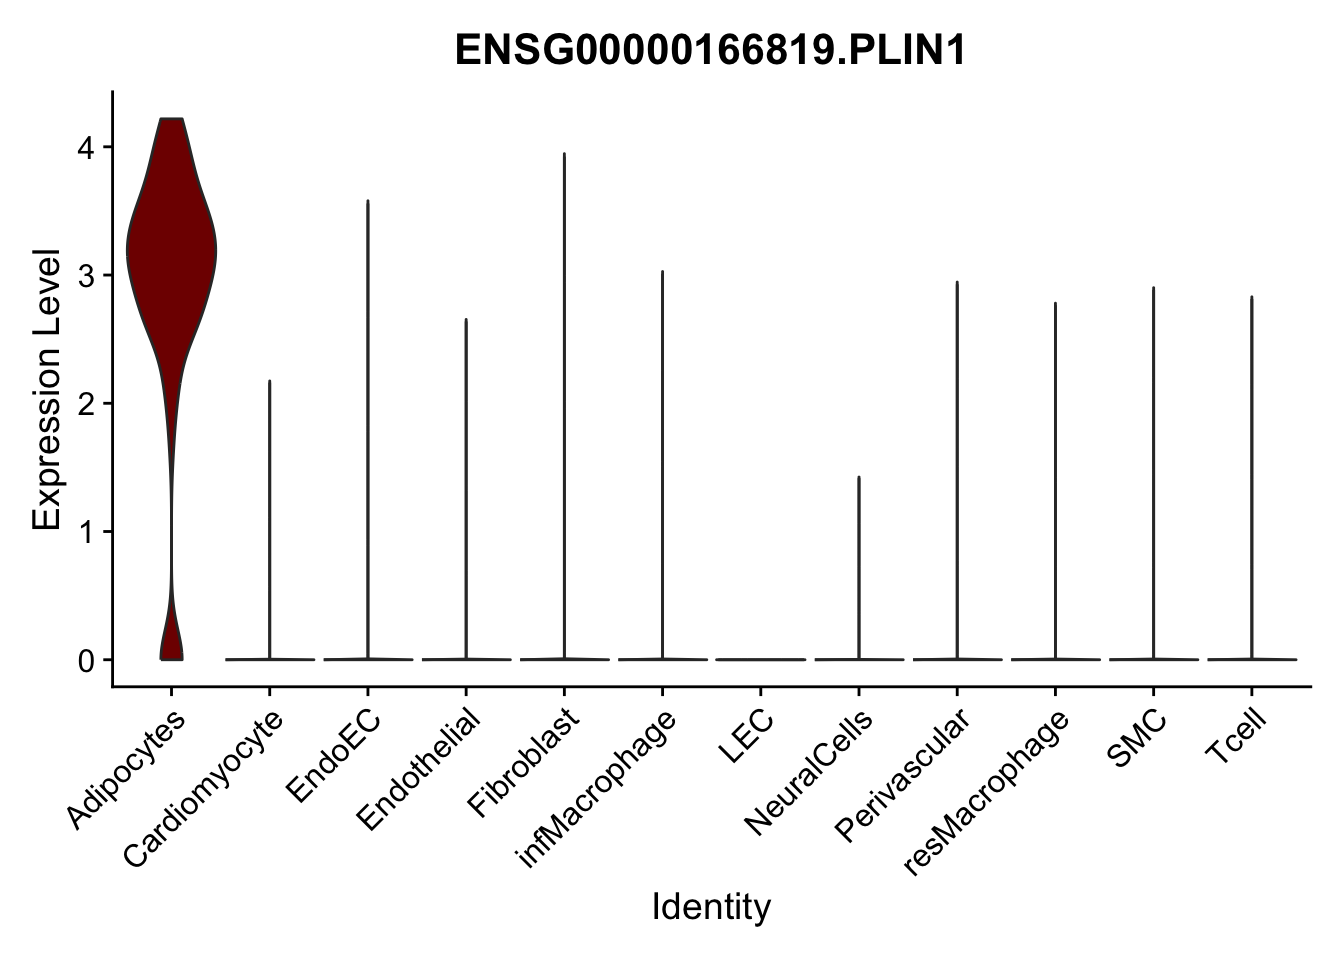 ENSG00000166819.PLIN1
Expression Level
4
3
2
1
0
Adipocytes
Cardiomyocyte
EndoEC
Endothelial
Fibroblast
infMacrophage
LEC
NeuralCells
Perivascular
resMacrophage
SMC
Tcell
Identity